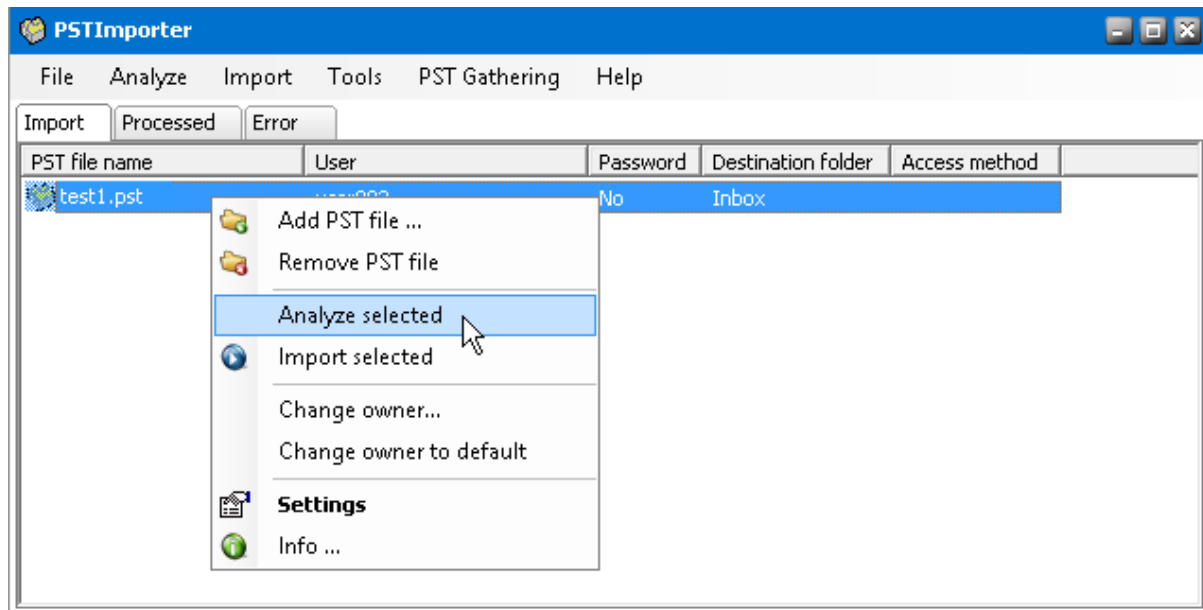 PSTImporter
File Analyze Import Tools PST Gathering Help
Import Processed Error
PST file name User Password Destination folder Access method
test1.pst No Inbox
Add PST file ...
Remove PST file
Analyze selected
Import selected
Change owner...
Change owner to default
Settings
Info ...